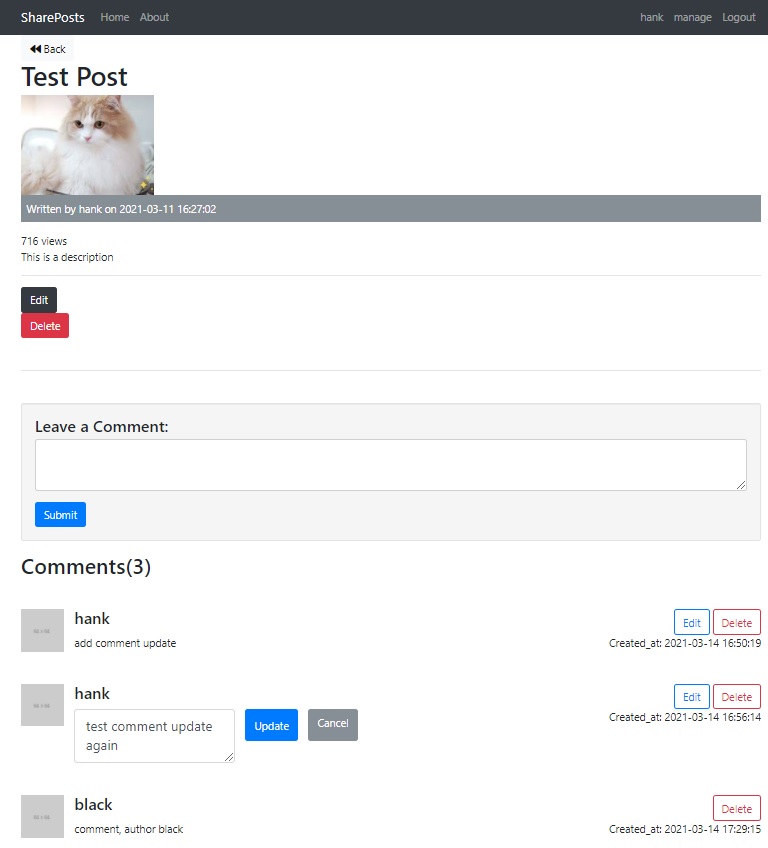 SharePosts Home About hank manage Logout
Back
Test Post
Written by hank on 2021-03-11 16:27:02
716 views
This is a description
Edit
Delete
Leave a Comment:
Submit
Comments(3)
hank Edit Delete
add comment update Created_at: 2021-03-14 16:50:19
hank Edit Delete
Created_at: 2021-03-14 16:56:14
test comment update
again
Update Cancel
black Delete
comment, author black Created_at: 2021-03-14 17:29:15